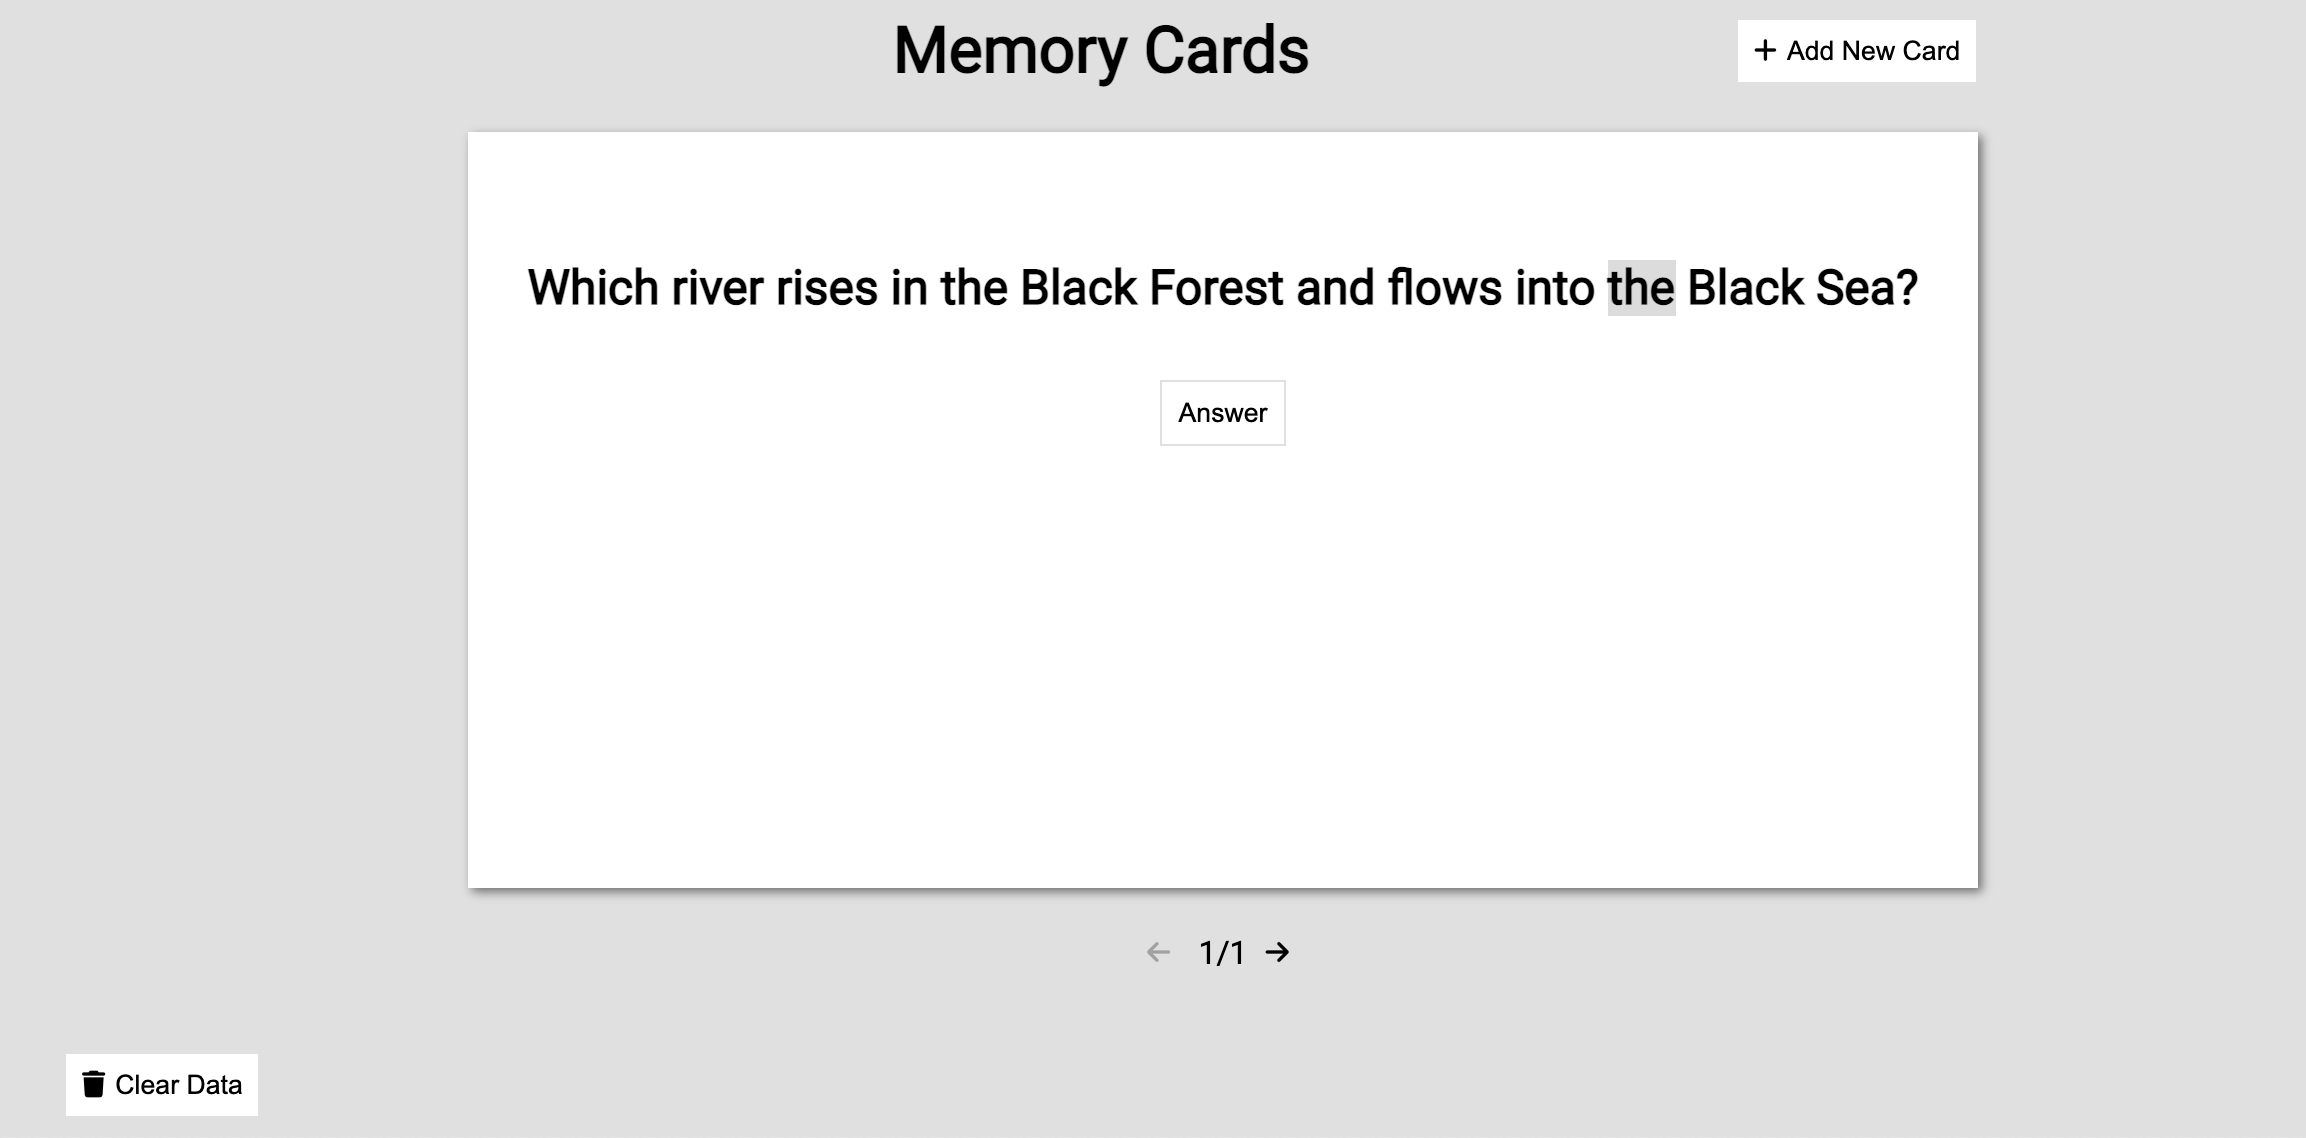 Memory Cards
Add New Card
Which river rises in the Black Forest and flows into the Black Sea?
Answer
1/1
Clear Data